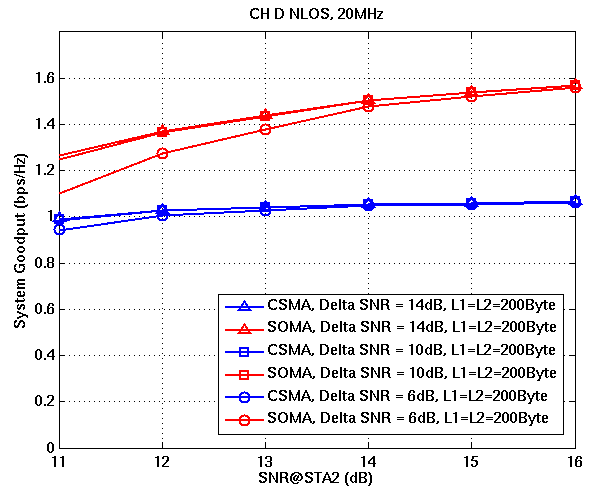 CH D NLOS, 20MHz
System Goodput (bps/Hz)
1.6
1.4
1.2
1
0.8
0.6
0.4
0.2
0
CSMA, Delta SNR = 14dB, L1=L2=200Byte
SOMA, Delta SNR = 14dB, L1=L2=200Byte
CSMA, Delta SNR = 10dB, L1=L2=200Byte
SOMA, Delta SNR = 10dB, L1=L2=200Byte
CSMA, Delta SNR = 6dB, L1=L2=200Byte
SOMA, Delta SNR = 6dB, L1=L2=200Byte
11 12 13 14 15 16
SNR@STA2 (dB)